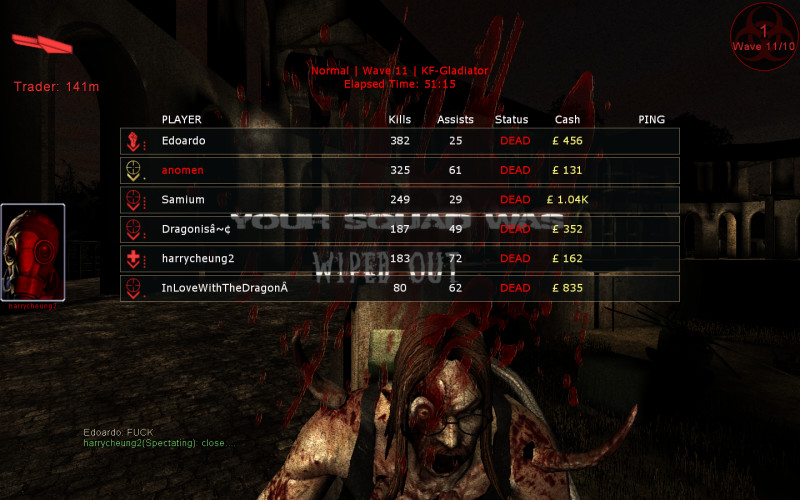 1
Wave 11/10
Trader: 141m
Normal | Wave 11 | KF-Gladiator
Elapsed Time: 51:15
PLAYER Kills Assists Status Cash PING
Edoardo 382 25 DEAD £ 456
anomen 325 61 DEAD £ 131
Samium 249 29 DEAD £ 1.04K
YOUR SQUAD WAS
Dragonisâ~¢ 187 49 DEAD £ 352
harrycheung2 183 72 DEAD £ 162
WIPED OUT
InLoveWithTheDragonÂ 80 62 DEAD £ 835
harrycheung2
Edoardo: FUCK
harrycheung2(Spectating): close